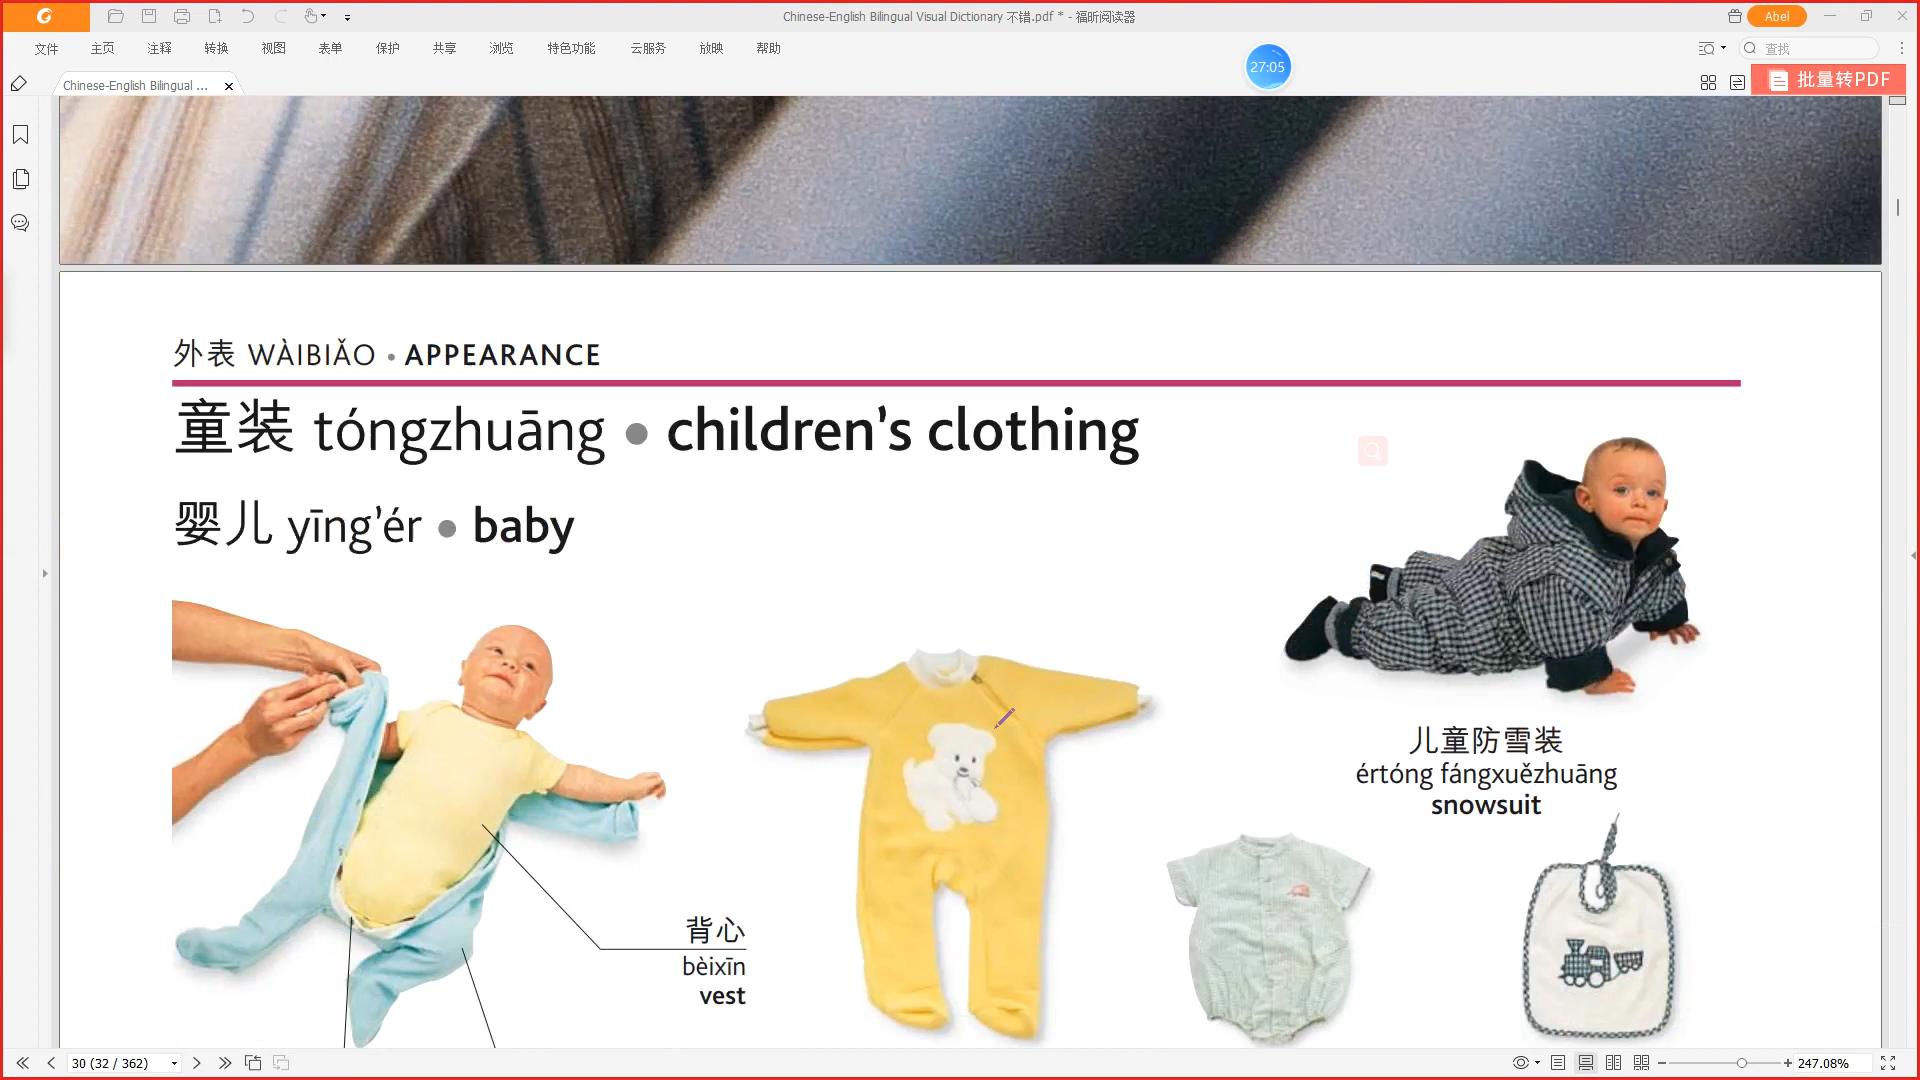 Chinese-English Bilingual Visual Dictionary 不错.pdf * - 福昕阅读器
Abel
文件 主页 注释 转换 视图 表单 保护 共享 浏览 特色功能 云服务 放映 帮助
27:05
查找
Chinese-English Bilingual ...
批量转PDF
外表 WÀIBIǍO • APPEARANCE
童装 tóngzhuāng • children's clothing
婴儿 yīng'ér • baby
儿童防雪装
értóng fángxuězhuāng
snowsuit
背心
bèixīn
vest
30 (32 / 362)
247.08%